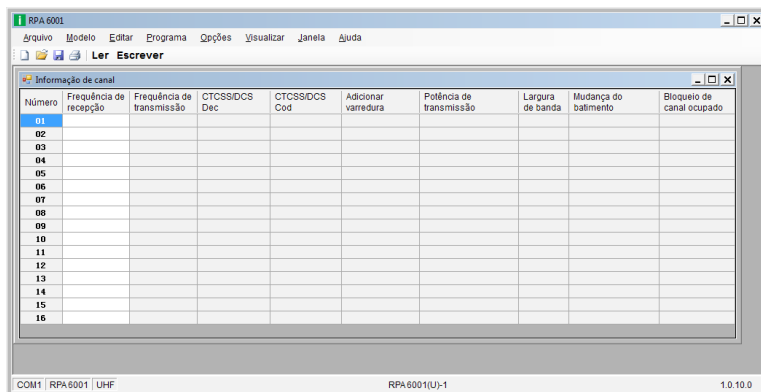 RPA 6001
Arquivo Modelo Editar Programa Opções Visualizar Janela Ajuda
Ler Escrever
Informação de canal
Número Frequência de recepção Frequência de transmissão CTCSS/DCS Dec CTCSS/DCS Cod Adicionar varredura Potência de transmissão Largura de banda Mudança do batimento Bloqueio de canal ocupado
01
02
03
04
05
06
07
08
09
10
11
12
13
14
15
16
COM1 RPA6001 UHF RPA6001(U)-1 1.0.10.0